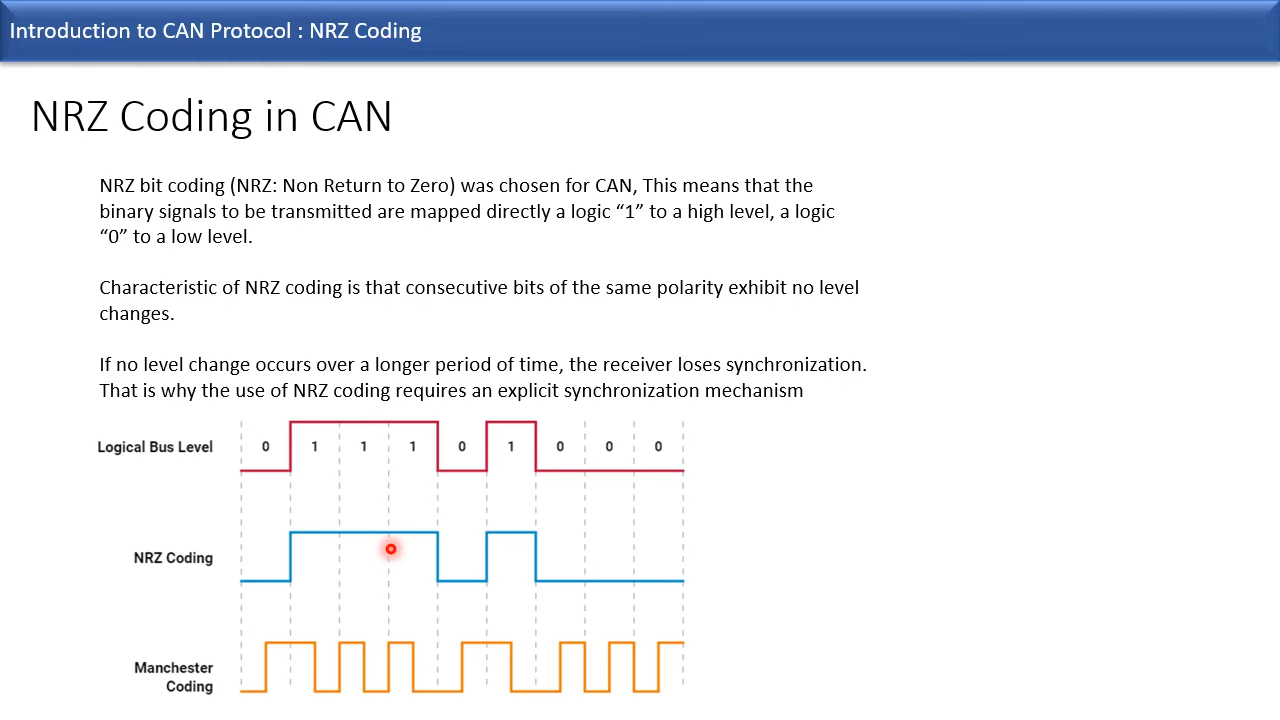 Introduction to CAN Protocol : NRZ Coding
NRZ Coding in CAN
NRZ bit coding (NRZ: Non Return to Zero) was chosen for CAN, This means that the
binary signals to be transmitted are mapped directly a logic “1” to a high level, a logic
“0” to a low level.
Characteristic of NRZ coding is that consecutive bits of the same polarity exhibit no level
changes.
If no level change occurs over a longer period of time, the receiver loses synchronization.
That is why the use of NRZ coding requires an explicit synchronization mechanism
Logical Bus Level 0 1 1 1 0 1 0 0 0
NRZ Coding
Manchester
Coding